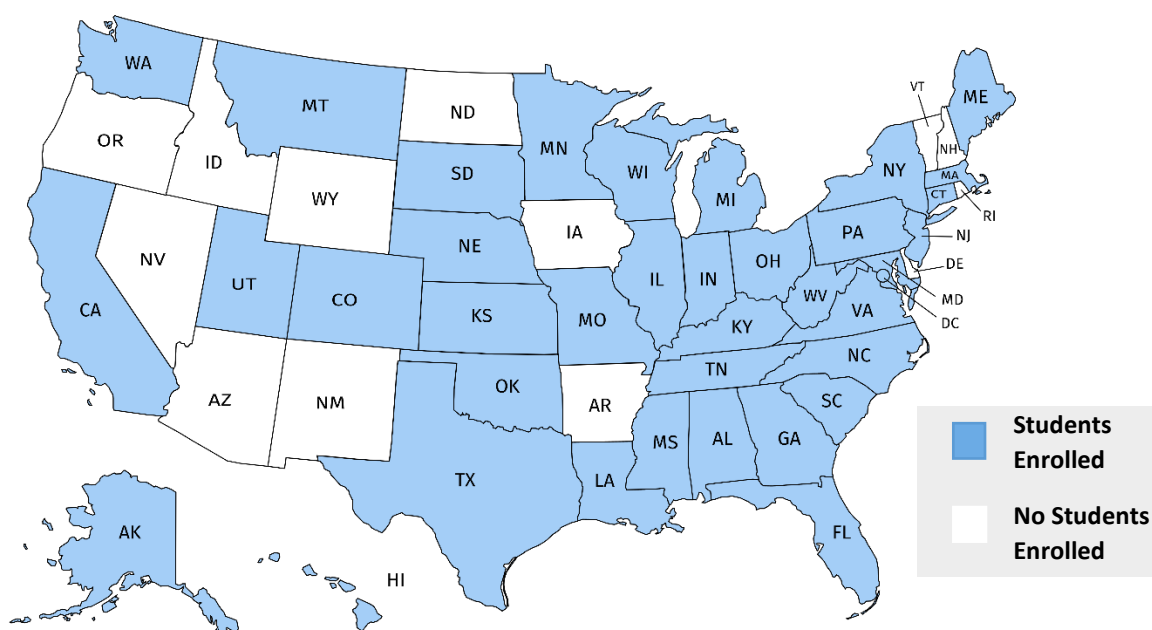 WA
MT
ND
MN
OR
ID
WY
SD
WI
MI
NY
VT
NH
ME
MA
CT
RI
NV
UT
CO
NE
IA
IL
IN
OH
PA
NJ
DE
MD
DC
CA
KS
MO
KY
WV
VA
AZ
NM
OK
AR
TN
NC
SC
TX
LA
MS
AL
GA
FL
AK
HI
Students
Enrolled
No Students
Enrolled